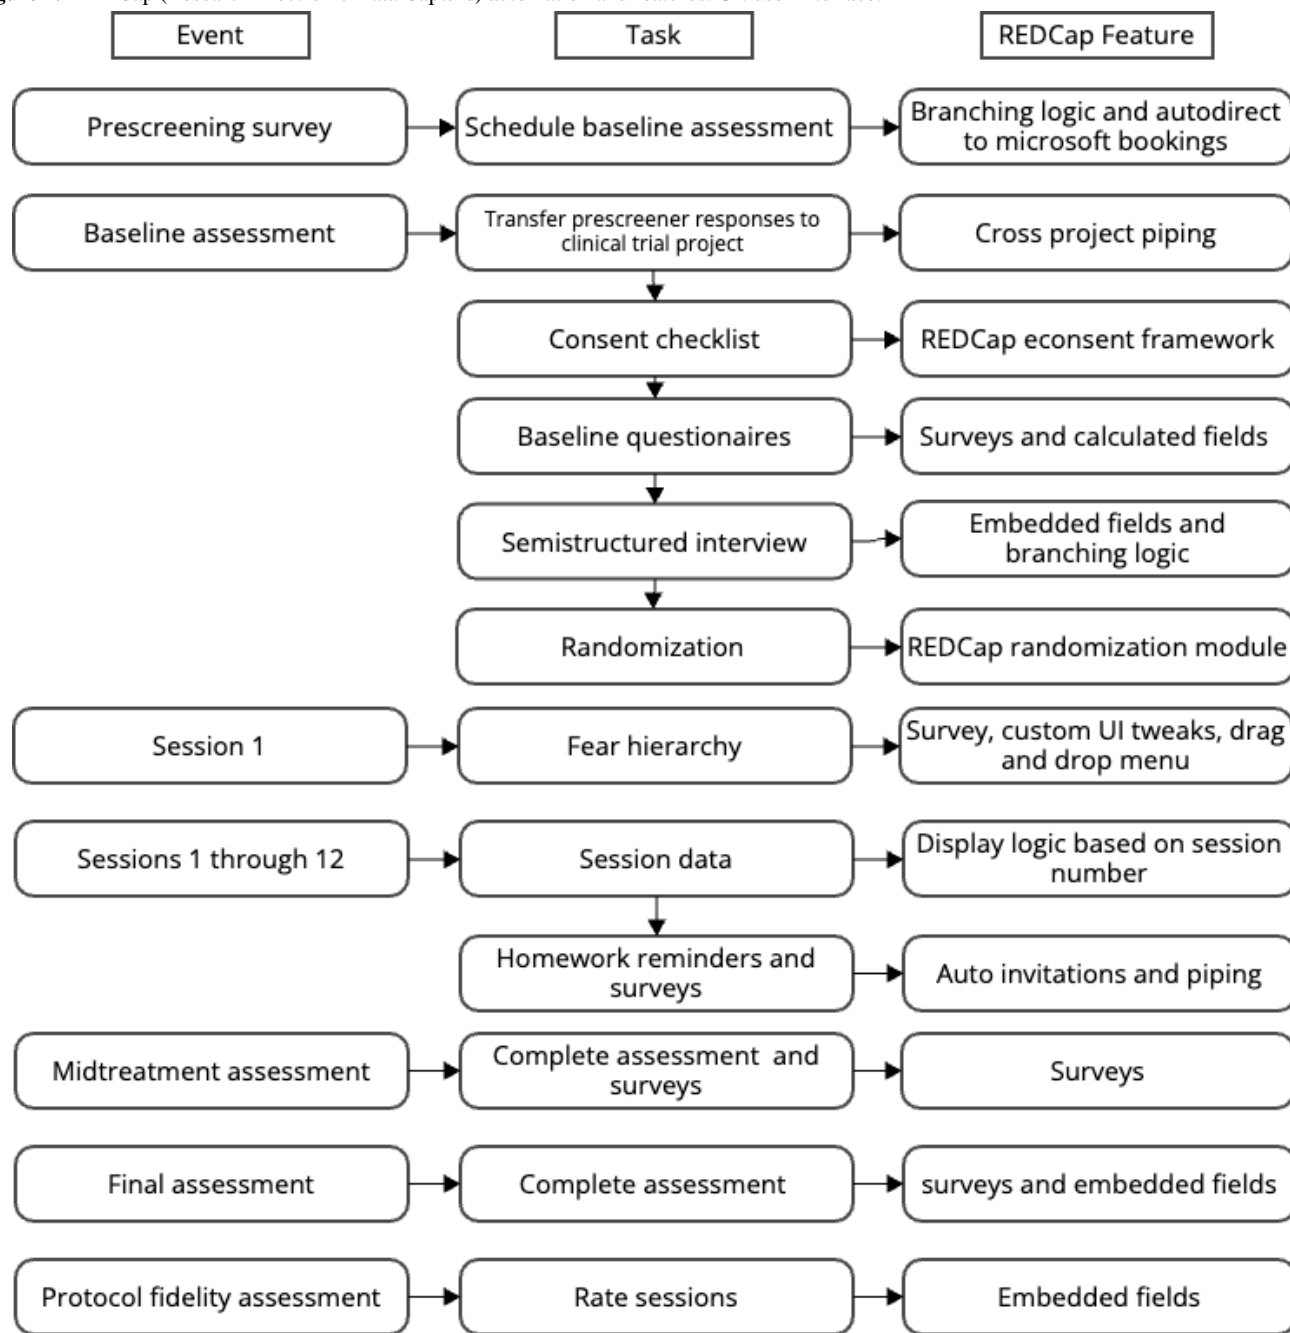 Event
Task
REDCap Feature
Prescreening survey
Schedule baseline assessment
Branching logic and autodirect
to microsoft bookings
Baseline assessment
Transfer prescreener responses to
clinical trial project
Cross project piping
Consent checklist
REDCap econsent framework
Baseline questionaires
Surveys and calculated fields
Semistructured interview
Embedded fields and
branching logic
Randomization
REDCap randomization module
Session 1
Fear hierarchy
Survey, custom UI tweaks, drag
and drop menu
Sessions 1 through 12
Session data
Display logic based on session
number
Homework reminders and
surveys
Auto invitations and piping
Midtreatment assessment
Complete assessment and
surveys
Surveys
Final assessment
Complete assessment
surveys and embedded fields
Protocol fidelity assessment
Rate sessions
Embedded fields